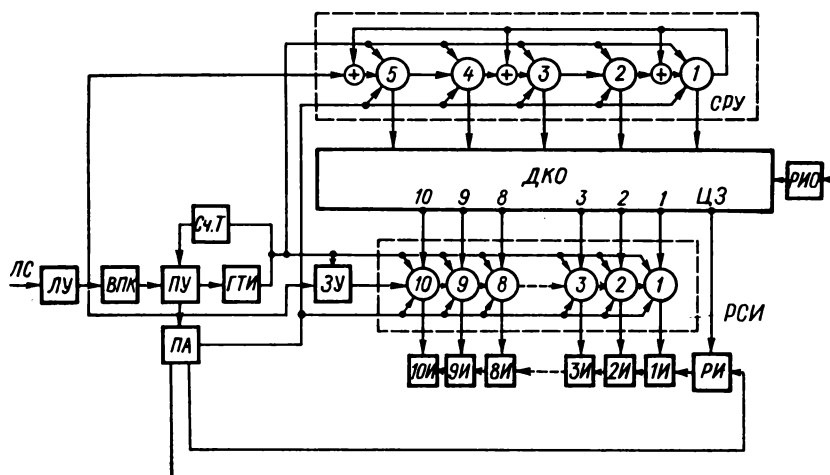 + 5 4 + 3 2 + 1
СРУ
ДКО
РИО
10 9 8 3 2 1 ЦЗ
Сч.Т
ЛС ЛУ ВПК ПУ ГТИ ЗУ 10 9 8 3 2 1
РСИ
ПА
10И 9И 8И 3И 2И 1И РИ